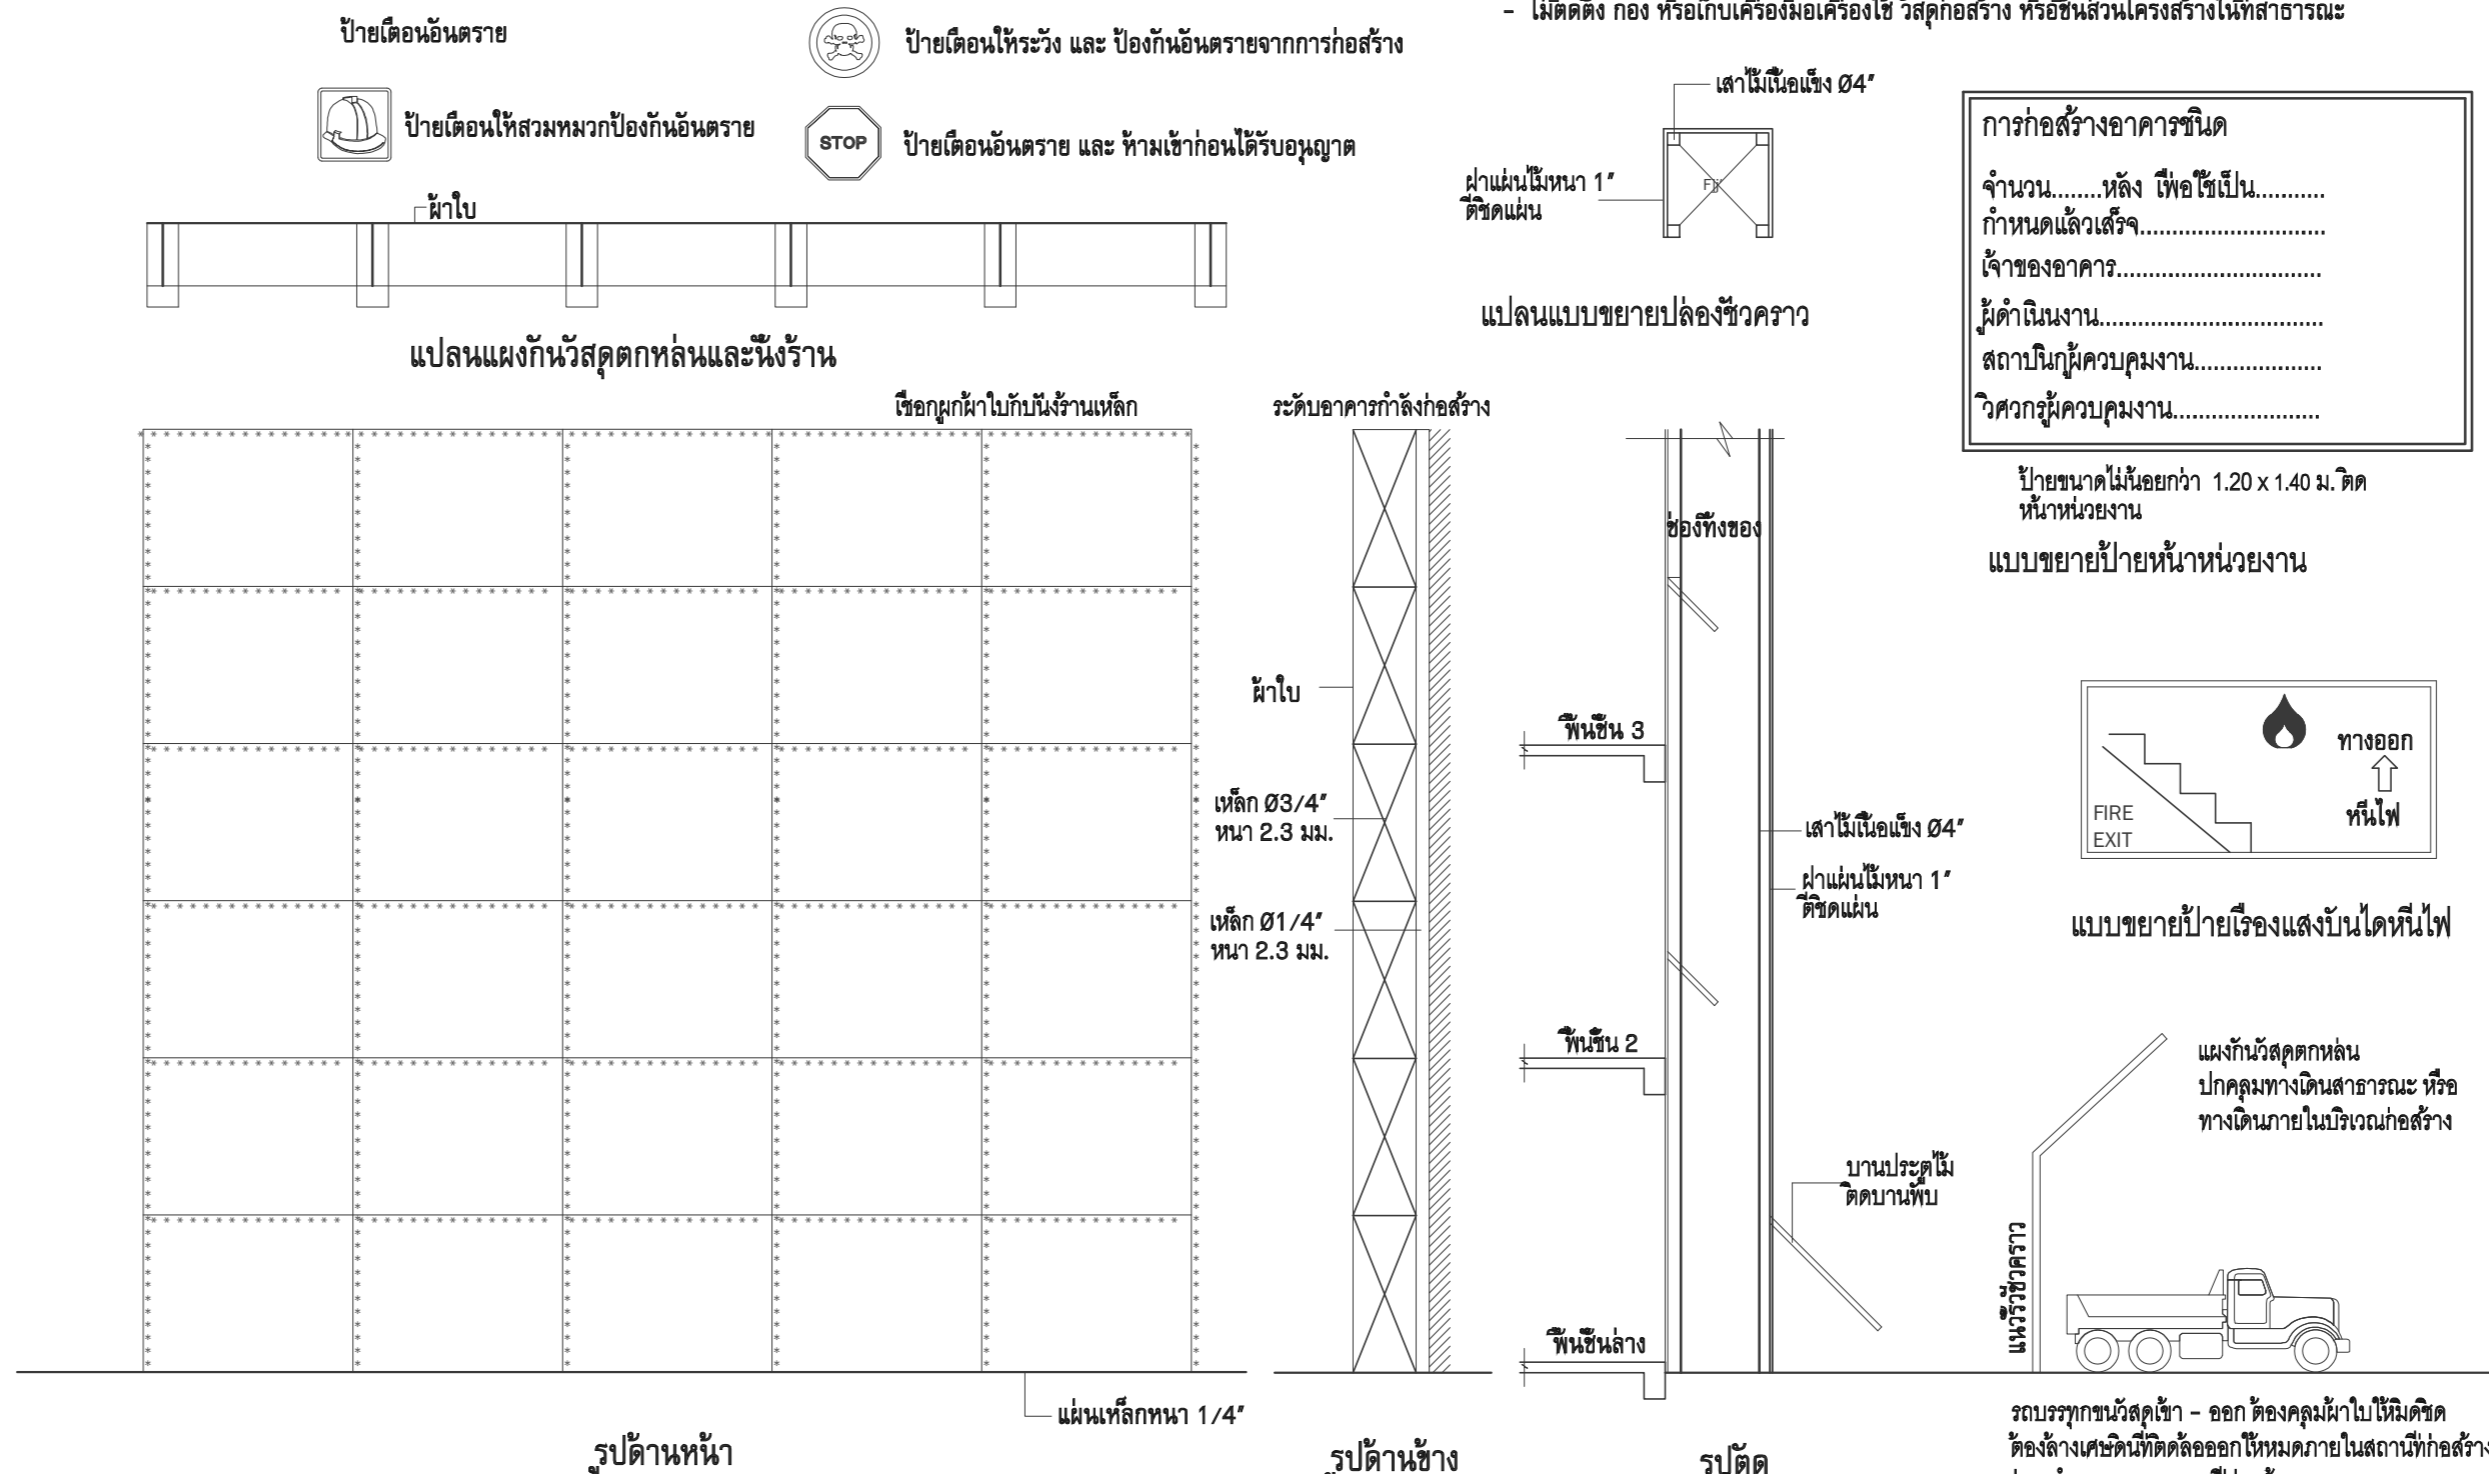 - ไม่ติดตั้ง กอง หรือเก็บเครื่องมือเครื่องใช้ วัสดุก่อสร้าง หรือชิ้นส่วนโครงสร้างในที่สาธารณะ
ป้ายเตือนอันตราย
ป้ายเตือนให้ระวัง และ ป้องกันอันตรายจากการก่อสร้าง
ป้ายเตือนให้สวมหมวกป้องกันอันตราย
STOP
ป้ายเตือนอันตราย และ ห้ามเข้าก่อนได้รับอนุญาต
ผ้าใบ
แปลนแผงกันวัสดุตกหล่นและนั่งร้าน
เสาไม้เนื้อแข็ง Ø4"
ฝาแผ่นไม้หนา 1"
ตีชิดแผ่น
แปลนแบบขยายปล่องชั่วคราว
การก่อสร้างอาคารชนิด
จำนวน........หลัง เพื่อใช้เป็น...........
กำหนดแล้วเสร็จ.............................
เจ้าของอาคาร................................
ผู้ดำเนินงาน...................................
สถาปนิกผู้ควบคุมงาน....................
วิศวกรผู้ควบคุมงาน.......................
ป้ายขนาดไม่น้อยกว่า 1.20 x 1.40 ม. ติด
หน้าหน่วยงาน
แบบขยายป้ายหน้าหน่วยงาน
เชือกผูกผ้าใบกับนั่งร้านเหล็ก
แผ่นเหล็กหนา 1/4"
รูปด้านหน้า
ระดับอาคารกำลังก่อสร้าง
ผ้าใบ
เหล็ก Ø3/4"
หนา 2.3 มม.
เหล็ก Ø1/4"
หนา 2.3 มม.
รูปด้านข้าง
ช่องทิ้งของ
พื้นชั้น 3
เสาไม้เนื้อแข็ง Ø4"
ฝาแผ่นไม้หนา 1"
ตีชิดแผ่น
พื้นชั้น 2
บานประตูไม้
ติดบานพับ
พื้นชั้นล่าง
รูปตัด
ทางออก
หนีไฟ
FIRE
EXIT
แบบขยายป้ายเรืองแสงบันไดหนีไฟ
แผงกันวัสดุตกหล่น
ปกคลุมทางเดินสาธารณะ หรือ
ทางเดินภายในบริเวณก่อสร้าง
แนวรั้วชั่วคราว
รถบรรทุกขนวัสดุเข้า - ออก ต้องคลุมผ้าใบให้มิดชิด
ต้องล้างเศษดินที่ติดล้อออกให้หมดภายในสถานที่ก่อสร้าง